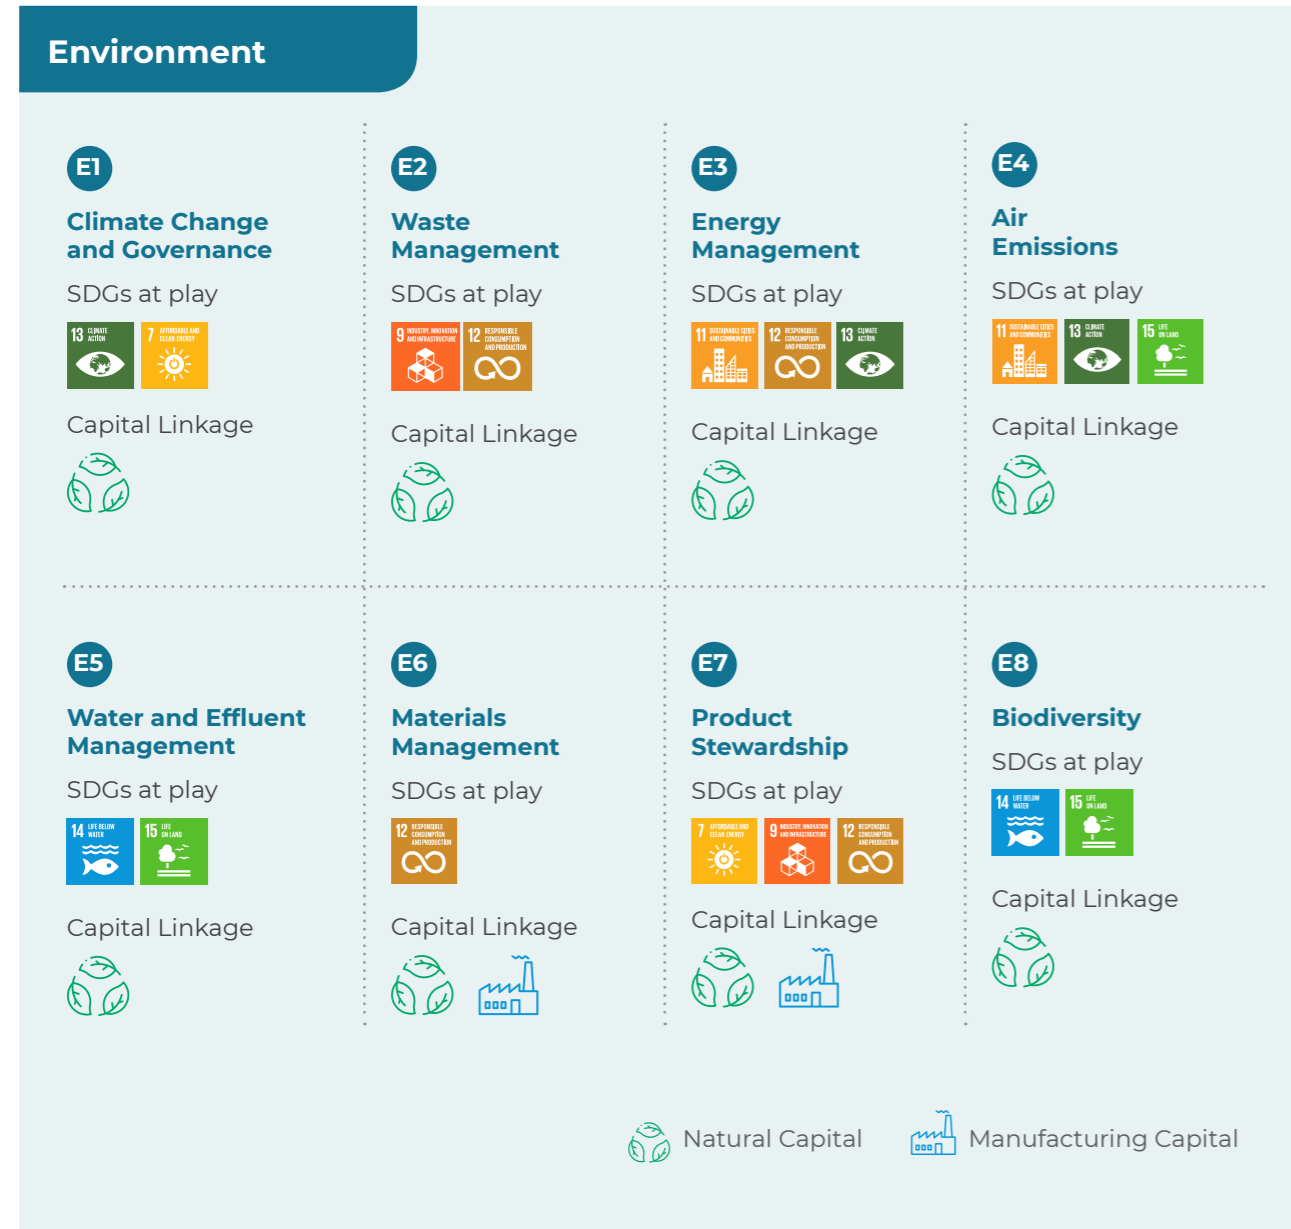 Environment
E1
Climate Change
and Governance
SDGs at play
13 CLIMATE
ACTION
7 AFFORDABLE AND
CLEAN ENERGY
Capital Linkage
E2
Waste
Management
SDGs at play
9 INDUSTRY, INNOVATION
AND INFRASTRUCTURE
12 RESPONSIBLE
CONSUMPTION
AND PRODUCTION
Capital Linkage
E3
Energy
Management
SDGs at play
11 SUSTAINABLE CITIES
AND COMMUNITIES
12 RESPONSIBLE
CONSUMPTION
AND PRODUCTION
13 CLIMATE
ACTION
Capital Linkage
E4
Air
Emissions
SDGs at play
11 SUSTAINABLE CITIES
AND COMMUNITIES
13 CLIMATE
ACTION
15 LIFE
ON LAND
Capital Linkage
E5
Water and Effluent
Management
SDGs at play
14 LIFE BELOW
WATER
15 LIFE
ON LAND
Capital Linkage
E6
Materials
Management
SDGs at play
12 RESPONSIBLE
CONSUMPTION
AND PRODUCTION
Capital Linkage
E7
Product
Stewardship
SDGs at play
7 AFFORDABLE AND
CLEAN ENERGY
9 INDUSTRY, INNOVATION
AND INFRASTRUCTURE
12 RESPONSIBLE
CONSUMPTION
AND PRODUCTION
Capital Linkage
E8
Biodiversity
SDGs at play
14 LIFE BELOW
WATER
15 LIFE
ON LAND
Capital Linkage
Natural Capital
Manufacturing Capital